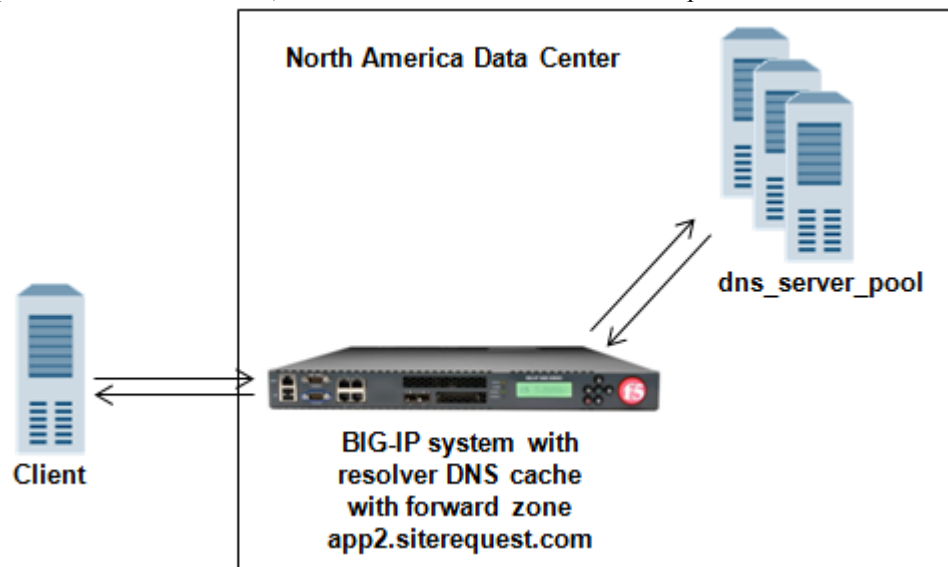 North America Data Center
dns_server_pool
Client
f5
BIG-IP system with
resolver DNS cache
with forward zone
app2.siterequest.com